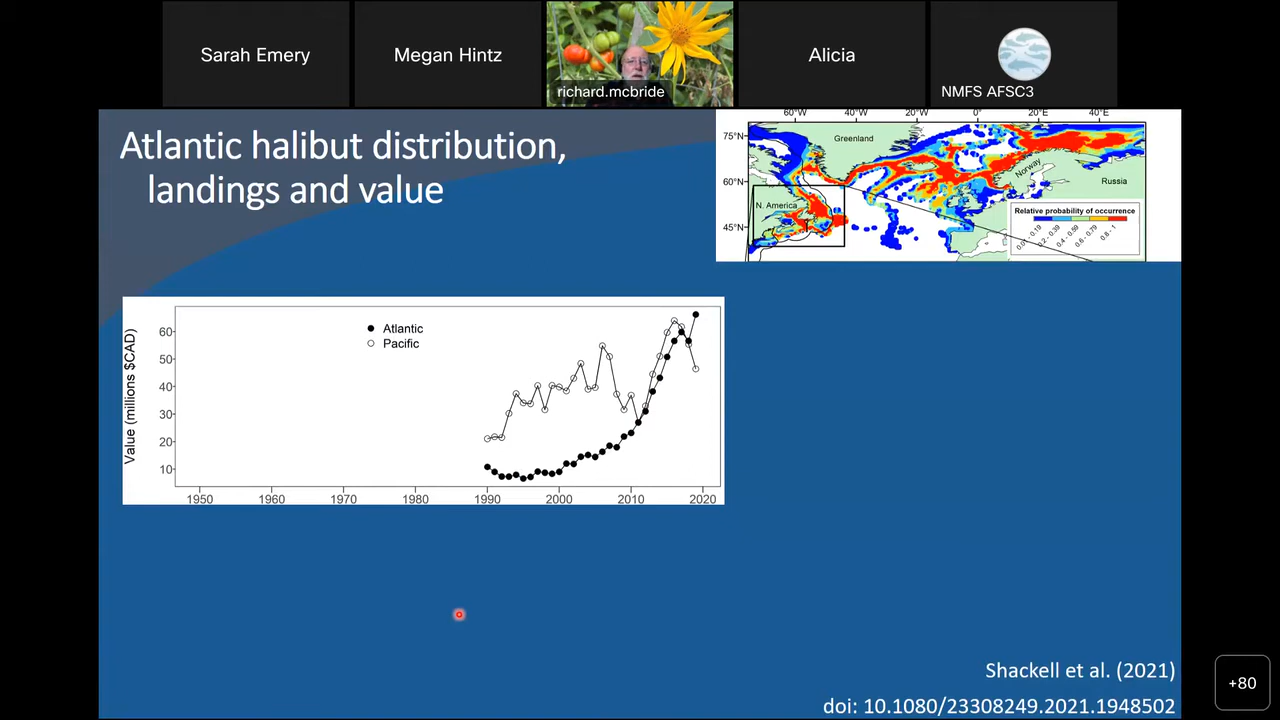 Sarah Emery
Megan Hintz
richard.mcbride
Alicia
NMFS AFSC3
Atlantic halibut distribution,
landings and value
60°W 40°W 20°W 0° 20°E 40°E
75°N
60°N
45°N
Greenland
Norway
Russia
N. America
Relative probability of occurrence
0.01 - 0.19
0.2 - 0.39
0.4 - 0.59
0.6 - 0.79
0.8 - 1
Value (millions $CAD)
60
50
40
30
20
10
Atlantic
Pacific
1950 1960 1970 1980 1990 2000 2010 2020
Shackell et al. (2021)
doi: 10.1080/23308249.2021.1948502
+80